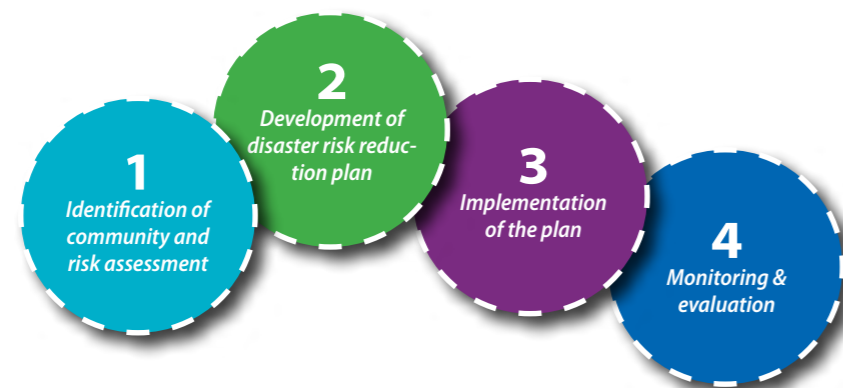 1
Identification of
community and
risk assessment
2
Development of
disaster risk reduc-
tion plan
3
Implementation
of the plan
4
Monitoring &
evaluation